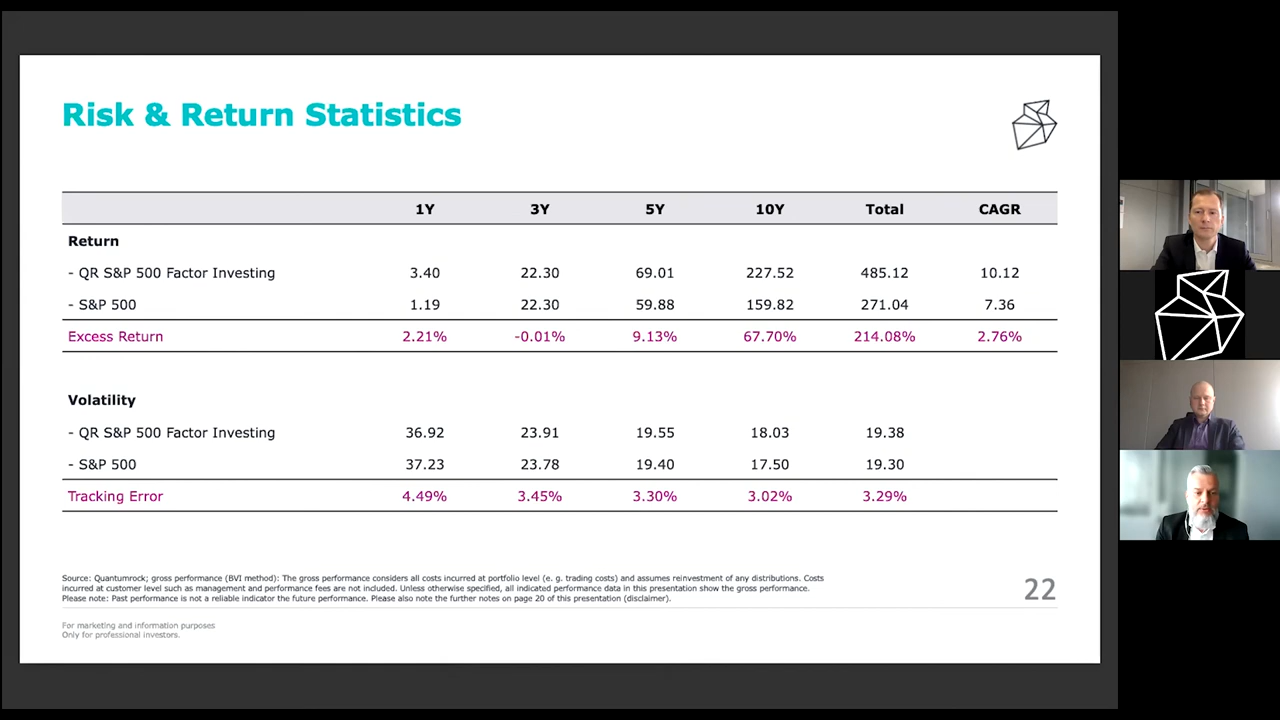 Risk & Return Statistics
1Y 3Y 5Y 10Y Total CAGR
Return
- QR S&P 500 Factor Investing 3.40 22.30 69.01 227.52 485.12 10.12
- S&P 500 1.19 22.30 59.88 159.82 271.04 7.36
Excess Return 2.21% -0.01% 9.13% 67.70% 214.08% 2.76%
Volatility
- QR S&P 500 Factor Investing 36.92 23.91 19.55 18.03 19.38
- S&P 500 37.23 23.78 19.40 17.50 19.30
Tracking Error 4.49% 3.45% 3.30% 3.02% 3.29%
Source: Quantumrock; gross performance (BVI method): The gross performance considers all costs incurred at portfolio level (e. g. trading costs) and assumes reinvestment of any distributions. Costs
incurred at customer level such as management and performance fees are not included. Unless otherwise specified, all indicated performance data in this presentation show the gross performance.
Please note: Past performance is not a reliable indicator the future performance. Please also note the further notes on page 20 of this presentation (disclaimer).
22
For marketing and information purposes
Only for professional investors.